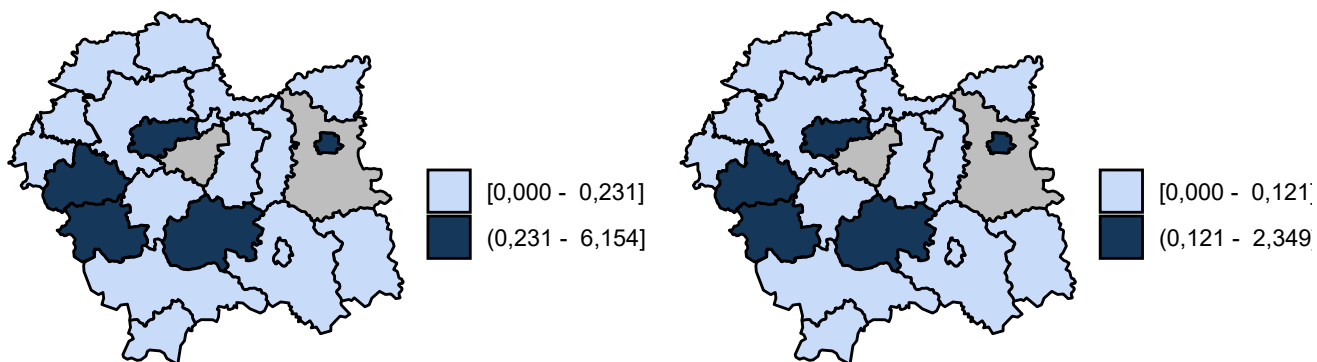 [0,000 -  0,231]
(0,231 -  6,154]
[0,000 -  0,121]
(0,121 -  2,349]